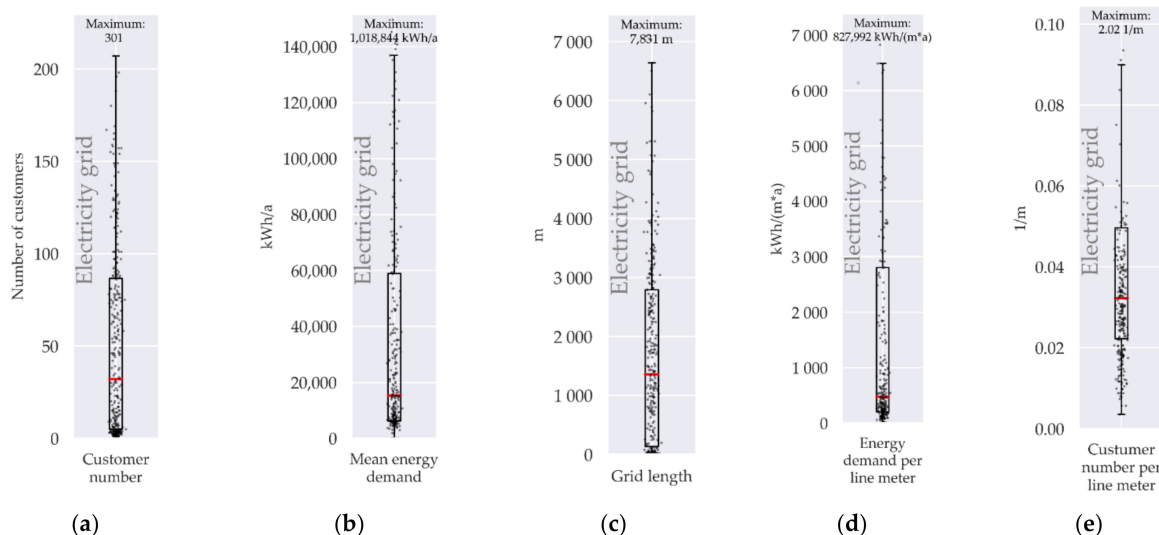 Maximum:
301
200
150
100
50
0
Number of customers
Electricity grid
Customer
number
(a)
Maximum:
1,018,844 kWh/a
140,000
120,000
100,000
80,000
60,000
40,000
20,000
0
kWh/a
Electricity grid
Mean energy
demand
(b)
Maximum:
7,831 m
7 000
6 000
5 000
4 000
3 000
2 000
1 000
0
m
Electricity grid
Grid length
(c)
Maximum:
827,992 kWh/(m*a)
7 000
6 000
5 000
4 000
3 000
2 000
1 000
0
kWh/(m*a)
Electricity grid
Energy
demand per
line meter
(d)
Maximum:
2.02 1/m
0.10
0.08
0.06
0.04
0.02
0.00
1/m
Electricity grid
Custumer
number per
line meter
(e)